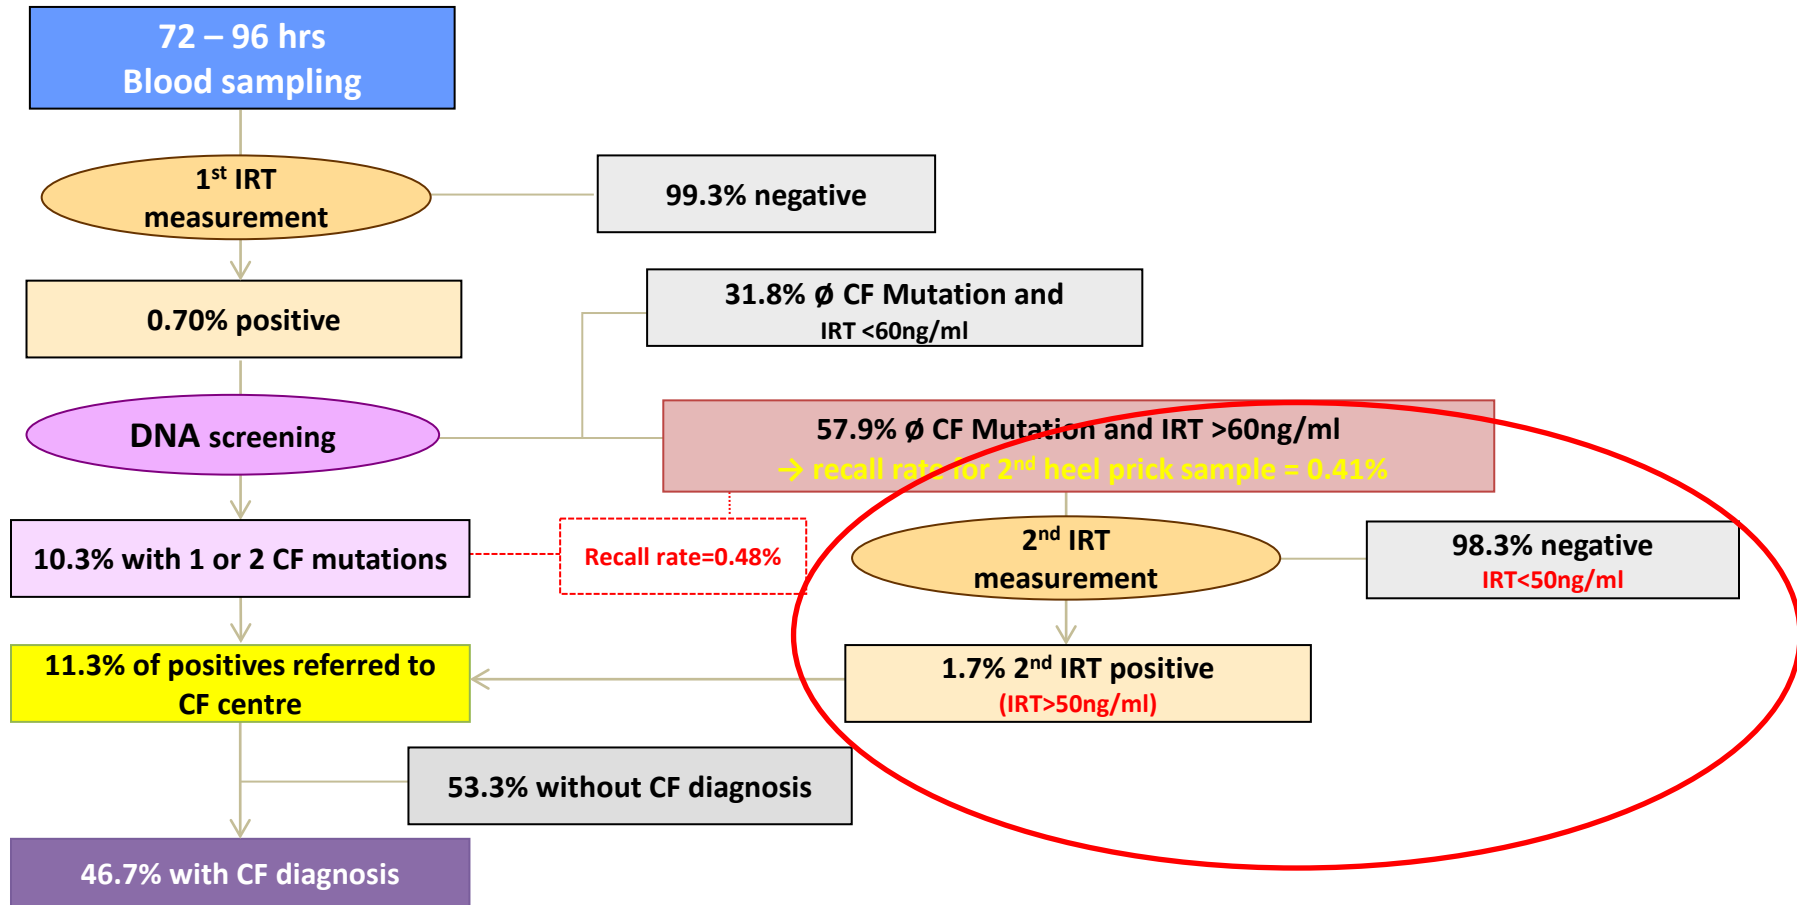 72 – 96 hrs
Blood sampling
1st IRT
measurement
99.3% negative
0.70% positive
31.8% ø CF Mutation and
IRT <60ng/ml
DNA screening
57.9% ø CF Mutation and IRT >60ng/ml
→ recall rate for 2nd heel prick sample = 0.41%
10.3% with 1 or 2 CF mutations
Recall rate=0.48%
2nd IRT
measurement
98.3% negative
IRT<50ng/ml
11.3% of positives referred to
CF centre
1.7% 2nd IRT positive
(IRT>50ng/ml)
53.3% without CF diagnosis
46.7% with CF diagnosis